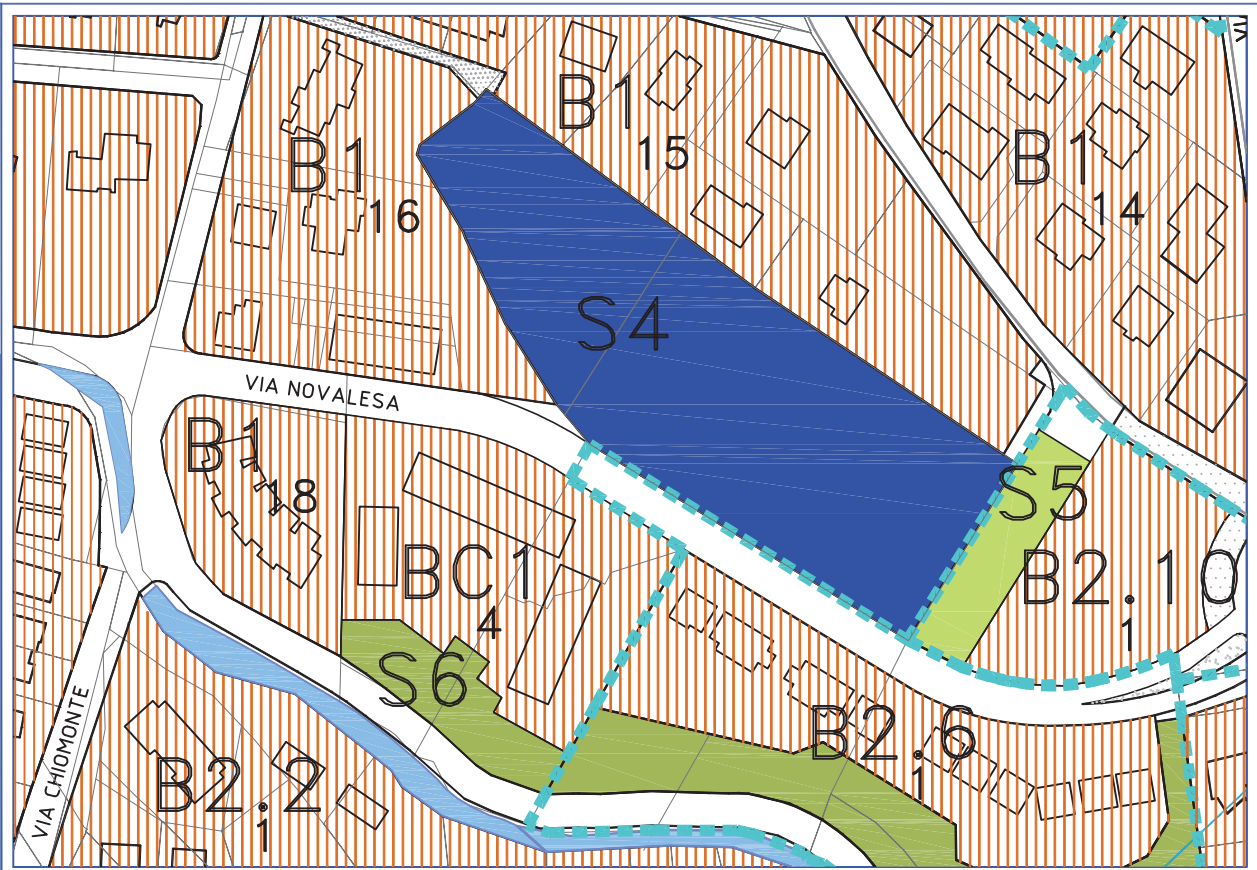 B1
15
B1
14
B1
16
S4
VIA NOVALESA
B1
18
S5
BC1
4
B2.10
1
S6
B2.6
1
VIA CHIOMONTE
B2.2
1